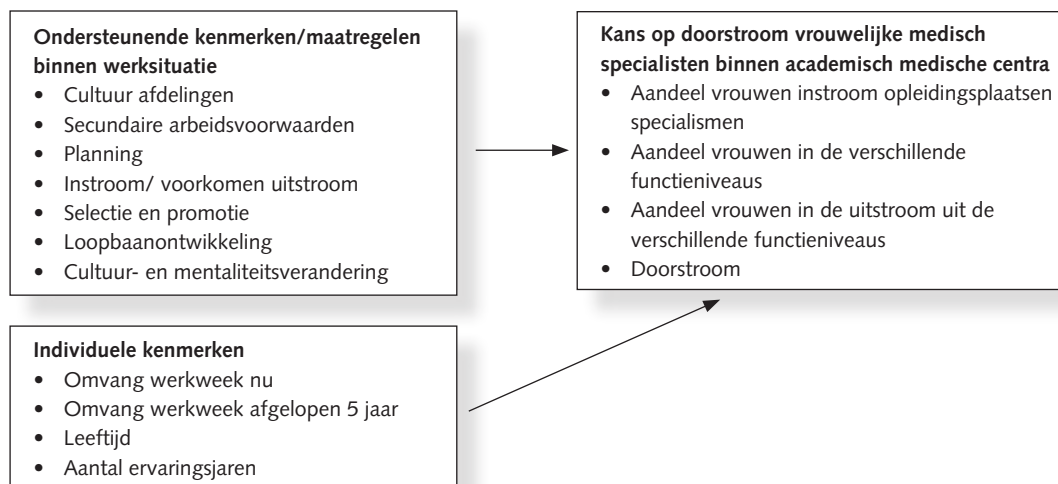 Ondersteunende kenmerken/maatregelen
binnen werksituatie
• Cultuur afdelingen
• Secundaire arbeidsvoorwaarden
• Planning
• Instroom/ voorkomen uitstroom
• Selectie en promotie
• Loopbaanontwikkeling
• Cultuur- en mentaliteitsverandering
Individuele kenmerken
• Omvang werkweek nu
• Omvang werkweek afgelopen 5 jaar
• Leeftijd
• Aantal ervaringsjaren
Kans op doorstroom vrouwelijke medisch
specialisten binnen academisch medische centra
• Aandeel vrouwen instroom opleidingsplaatsen
specialismen
• Aandeel vrouwen in de verschillende
functieniveaus
• Aandeel vrouwen in de uitstroom uit de
verschillende functieniveaus
• Doorstroom